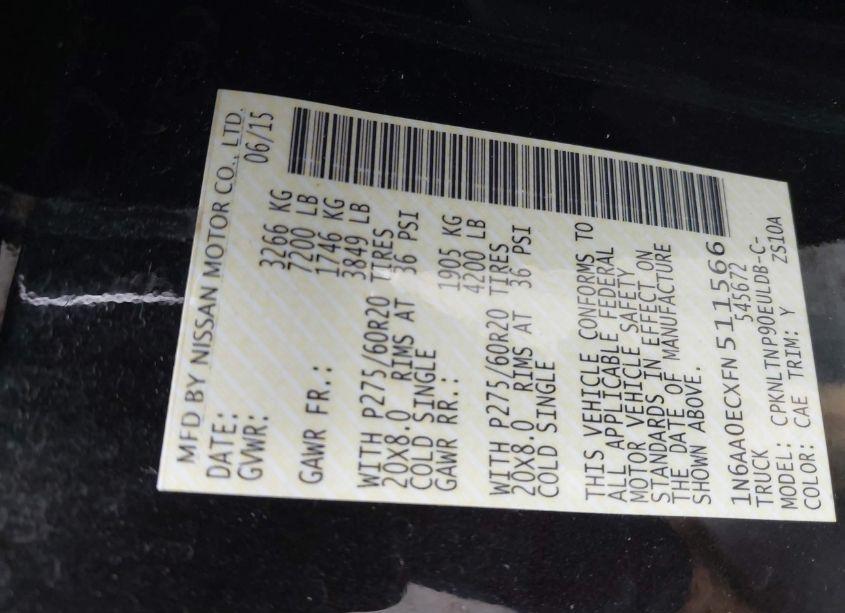 MFD BY NISSAN MOTOR CO., LTD.
DATE: 06/15
GVWR: 3266 KG
7200 LB
GAWR FR.: 1746 KG
3849 LB
WITH P275/60R20 TIRES
20X8.0 RIMS AT 36 PSI
COLD SINGLE
GAWR RR.: 1905 KG
4200 LB
WITH P275/60R20 TIRES
20X8.0 RIMS AT 36 PSI
COLD SINGLE
THIS VEHICLE CONFORMS TO
ALL APPLICABLE FEDERAL
MOTOR VEHICLE SAFETY
STANDARDS IN EFFECT ON
THE DATE OF MANUFACTURE
SHOWN ABOVE.
1N6AA0ECXFN511566
TRUCK 545672
MODEL: CPKNLTNP90EULDB-C-
COLOR: CAE TRIM: Y ZS10A